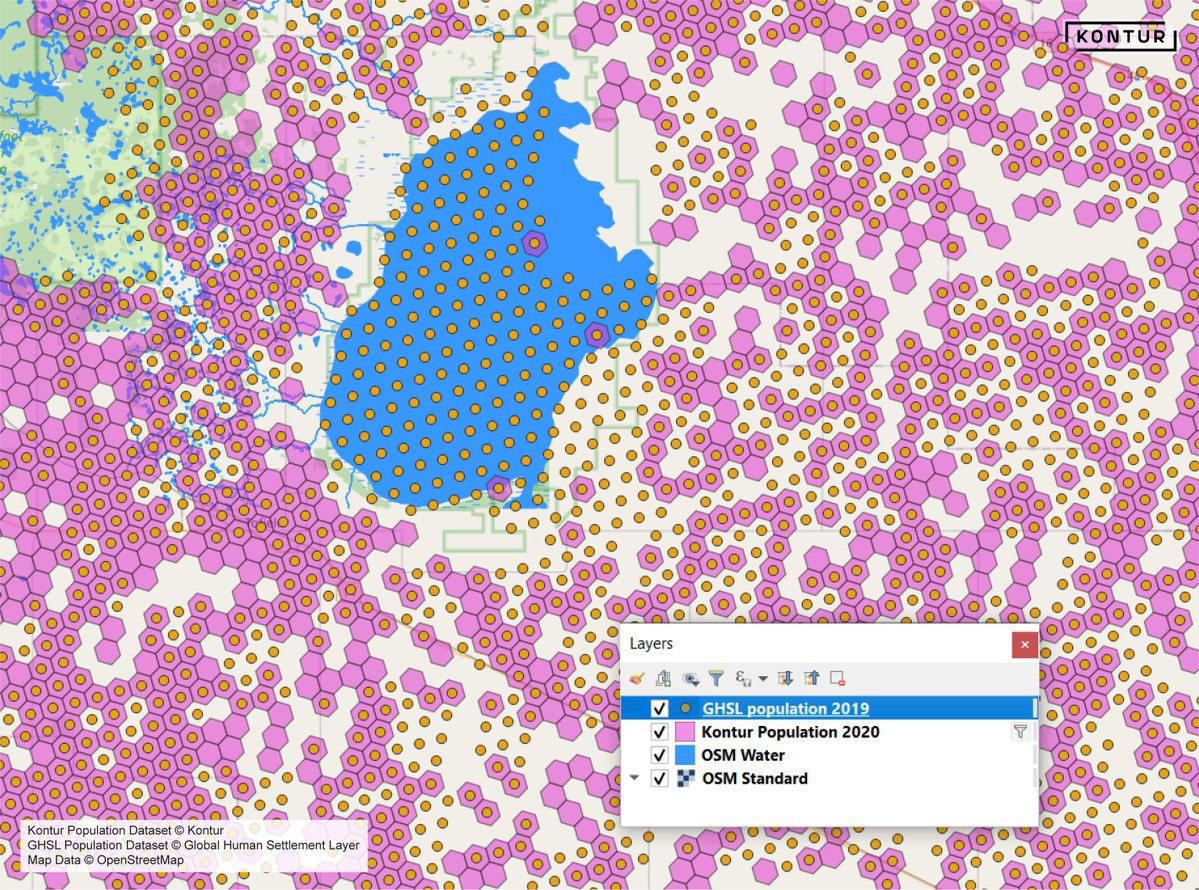 KONTUR
Layers
GHSL population 2019
Kontur Population 2020
OSM Water
OSM Standard
Kontur Population Dataset © Kontur
GHSL Population Dataset © Global Human Settlement Layer
Map Data © OpenStreetMap